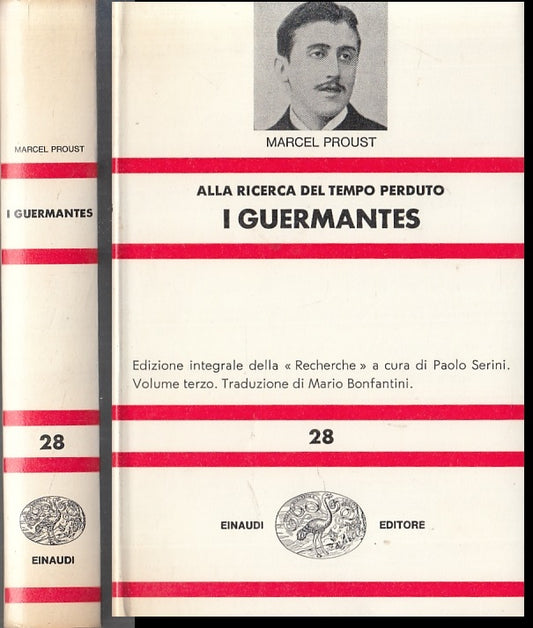 MARCEL PROUST
I GUERMANTES
28
EINAUDI
MARCEL PROUST
ALLA RICERCA DEL TEMPO PERDUTO
I GUERMANTES
Edizione integrale della « Recherche » a cura di Paolo Serini.
Volume terzo. Traduzione di Mario Bonfantini.
28
EINAUDI EDITORE